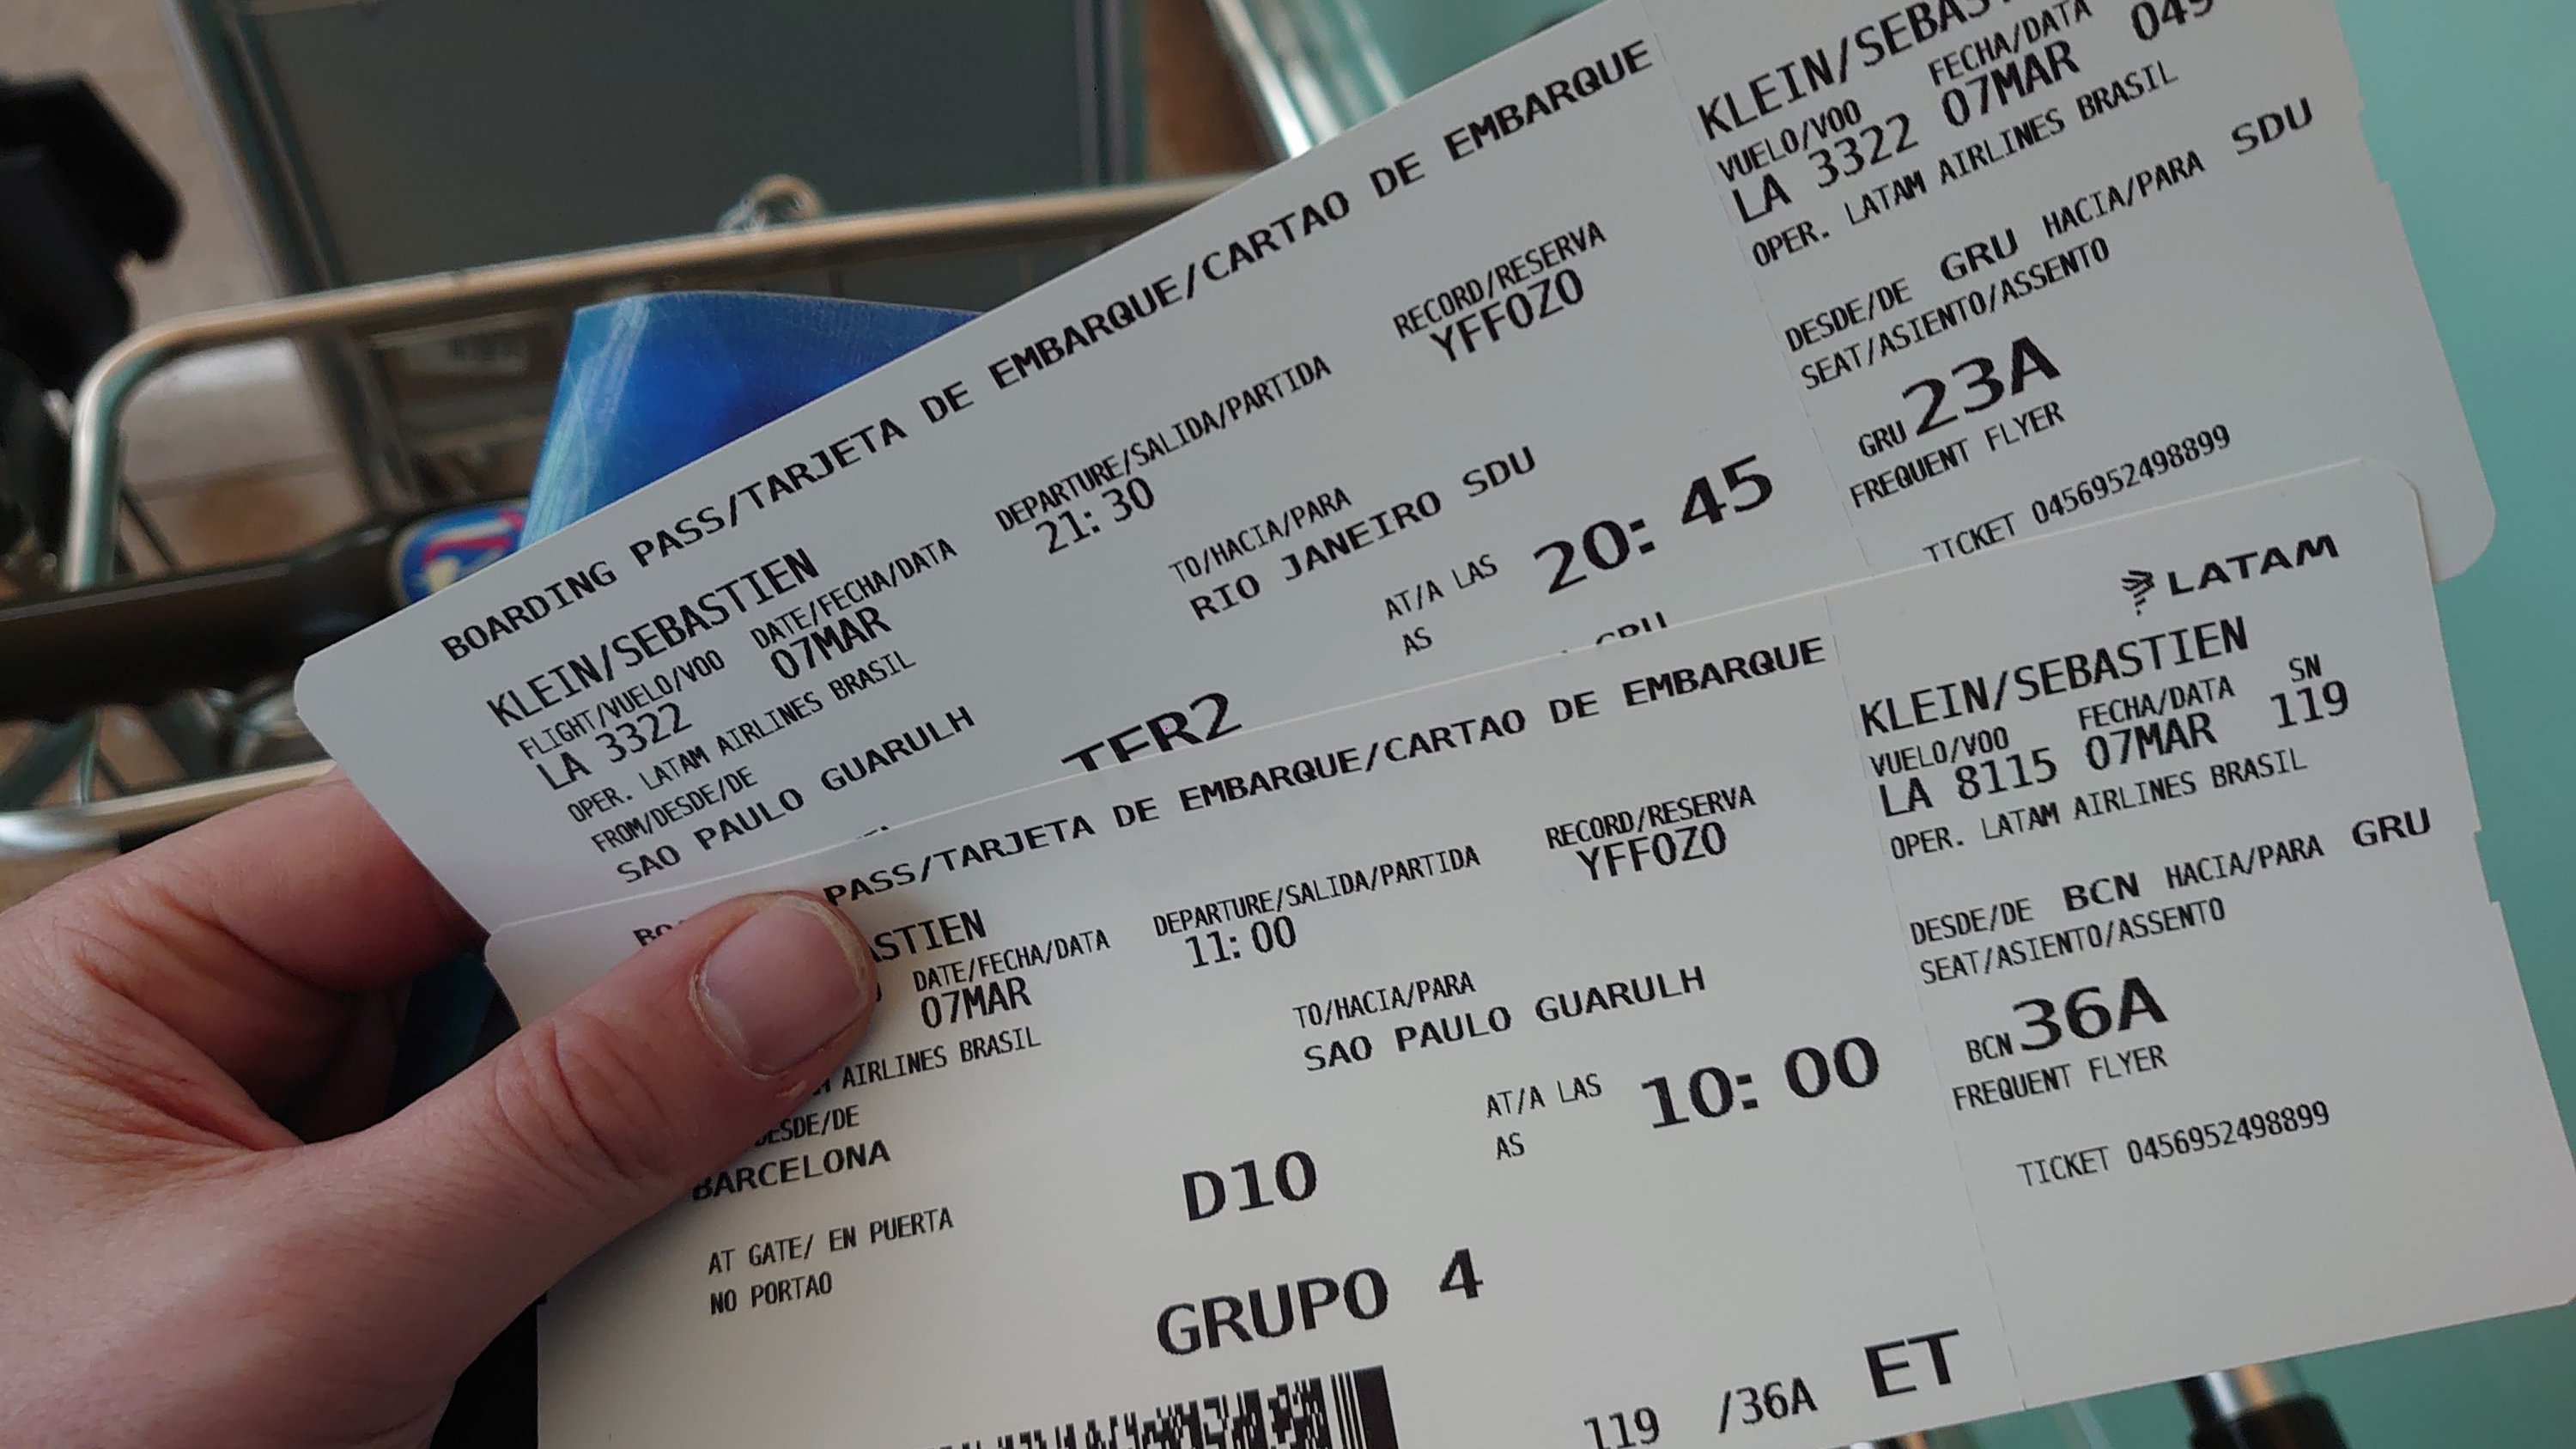 BOARDING PASS/TARJETA DE EMBARQUE/CARTAO DE EMBARQUE
KLEIN/SEBASTIEN
FLIGHT/VUELO/VOO DATE/FECHA/DATA DEPARTURE/SALIDA/PARTIDA RECORD/RESERVA
LA 3322 07MAR 21:30 YFFOZO
OPER. LATAM AIRLINES BRASIL
FROM/DESDE/DE TO/HACIA/PARA
SAO PAULO GUARULH RIO JANEIRO SDU
AT/A LAS 20:45
AS
TFR2
GRU
KLEIN/SEBAS
VUELO/VOO FECHA/DATA
LA 3322 07MAR 049
OPER. LATAM AIRLINES BRASIL
DESDE/DE GRU HACIA/PARA SDU
SEAT/ASIENTO/ASSENTO
GRU 23A
FREQUENT FLYER
TICKET 0456952498899
PASS/TARJETA DE EMBARQUE/CARTAO DE EMBARQUE
ASTIEN
DATE/FECHA/DATA DEPARTURE/SALIDA/PARTIDA RECORD/RESERVA
07MAR 11:00 YFFOZO
AIRLINES BRASIL
DESDE/DE TO/HACIA/PARA
BARCELONA SAO PAULO GUARULH
AT GATE/ EN PUERTA D10 AT/A LAS 10:00
NO PORTAO AS
GRUPO 4
119 /36A ET
LATAM
KLEIN/SEBASTIEN
VUELO/VOO FECHA/DATA SN
LA 8115 07MAR 119
OPER. LATAM AIRLINES BRASIL
DESDE/DE BCN HACIA/PARA GRU
SEAT/ASIENTO/ASSENTO
BCN 36A
FREQUENT FLYER
TICKET 0456952498899